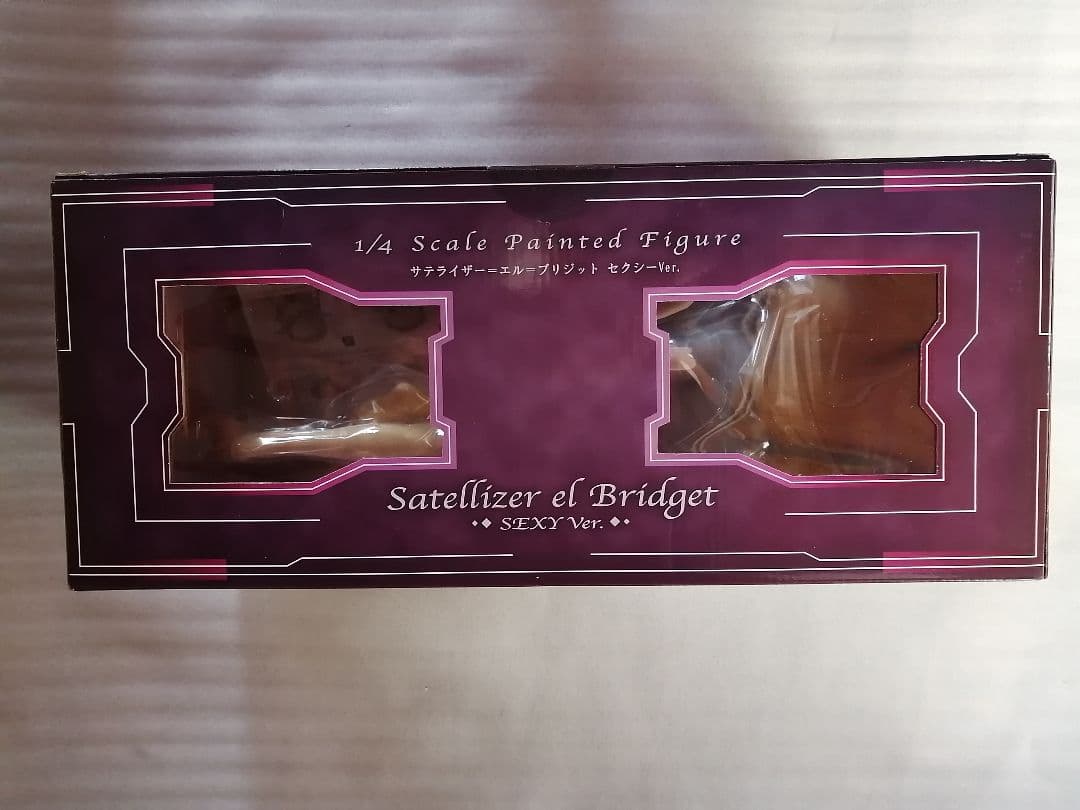 1/4 Scale Painted Figure
サテライザー=エル=ブリジット セクシーVer.
Satellizer el Bridget
SEXY Ver.